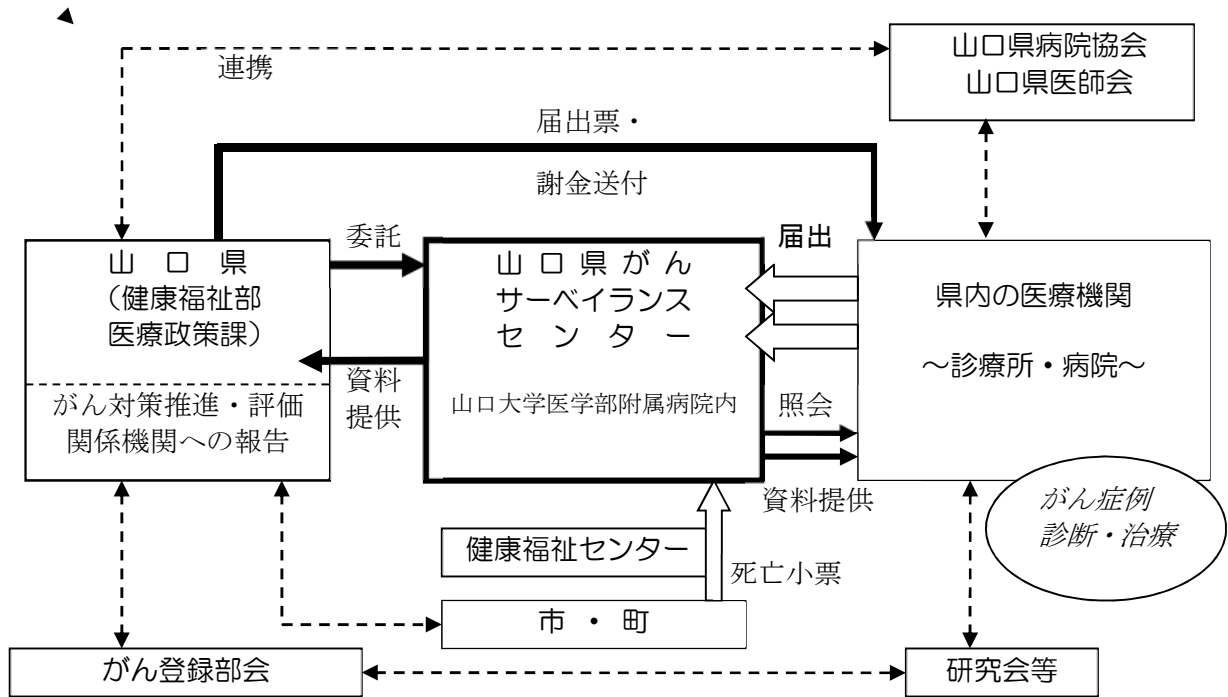 山口県病院協会
山口県医師会
連携
届出票・
謝金送付
山口県
（健康福祉部
医療政策課）
がん対策推進・評価
関係機関への報告
委託
資料
提供
山口県がん
サーベイランス
センター
山口大学医学部附属病院内
届出
照会
資料提供
県内の医療機関
～診療所・病院～
がん症例
診断・治療
健康福祉センター
死亡小票
市・町
がん登録部会
研究会等